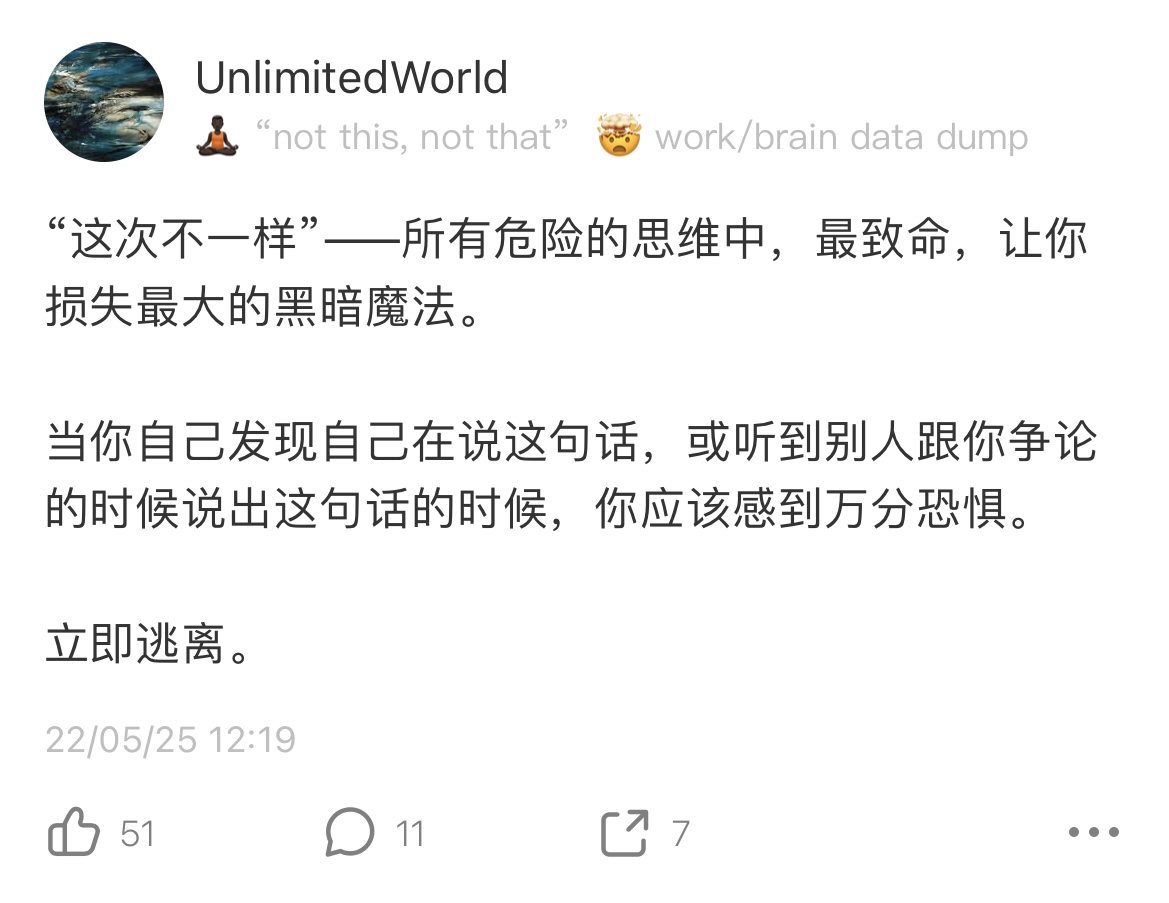 UnlimitedWorld
🧘🏿 “not this, not that” 🤯 work/brain data dump
“这次不一样”——所有危险的思维中，最致命，让你
损失最大的黑暗魔法。
当你自己发现自己在说这句话，或听到别人跟你争论
的时候说出这句话的时候，你应该感到万分恐惧。
立即逃离。
22/05/25 12:19
51 11 7